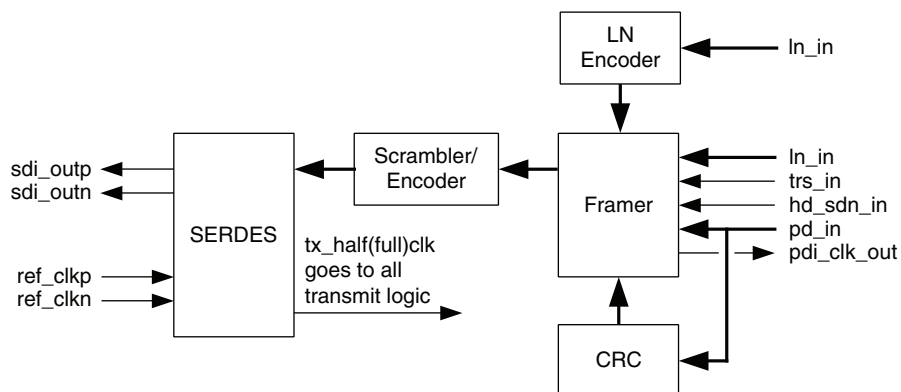 LN
Encoder
ln_in
sdi_outp
sdi_outn
ref_clkp
ref_clkn
SERDES
Scrambler/
Encoder
tx_half(full)clk
goes to all
transmit logic
Framer
ln_in
trs_in
hd_sdn_in
pd_in
pdi_clk_out
CRC